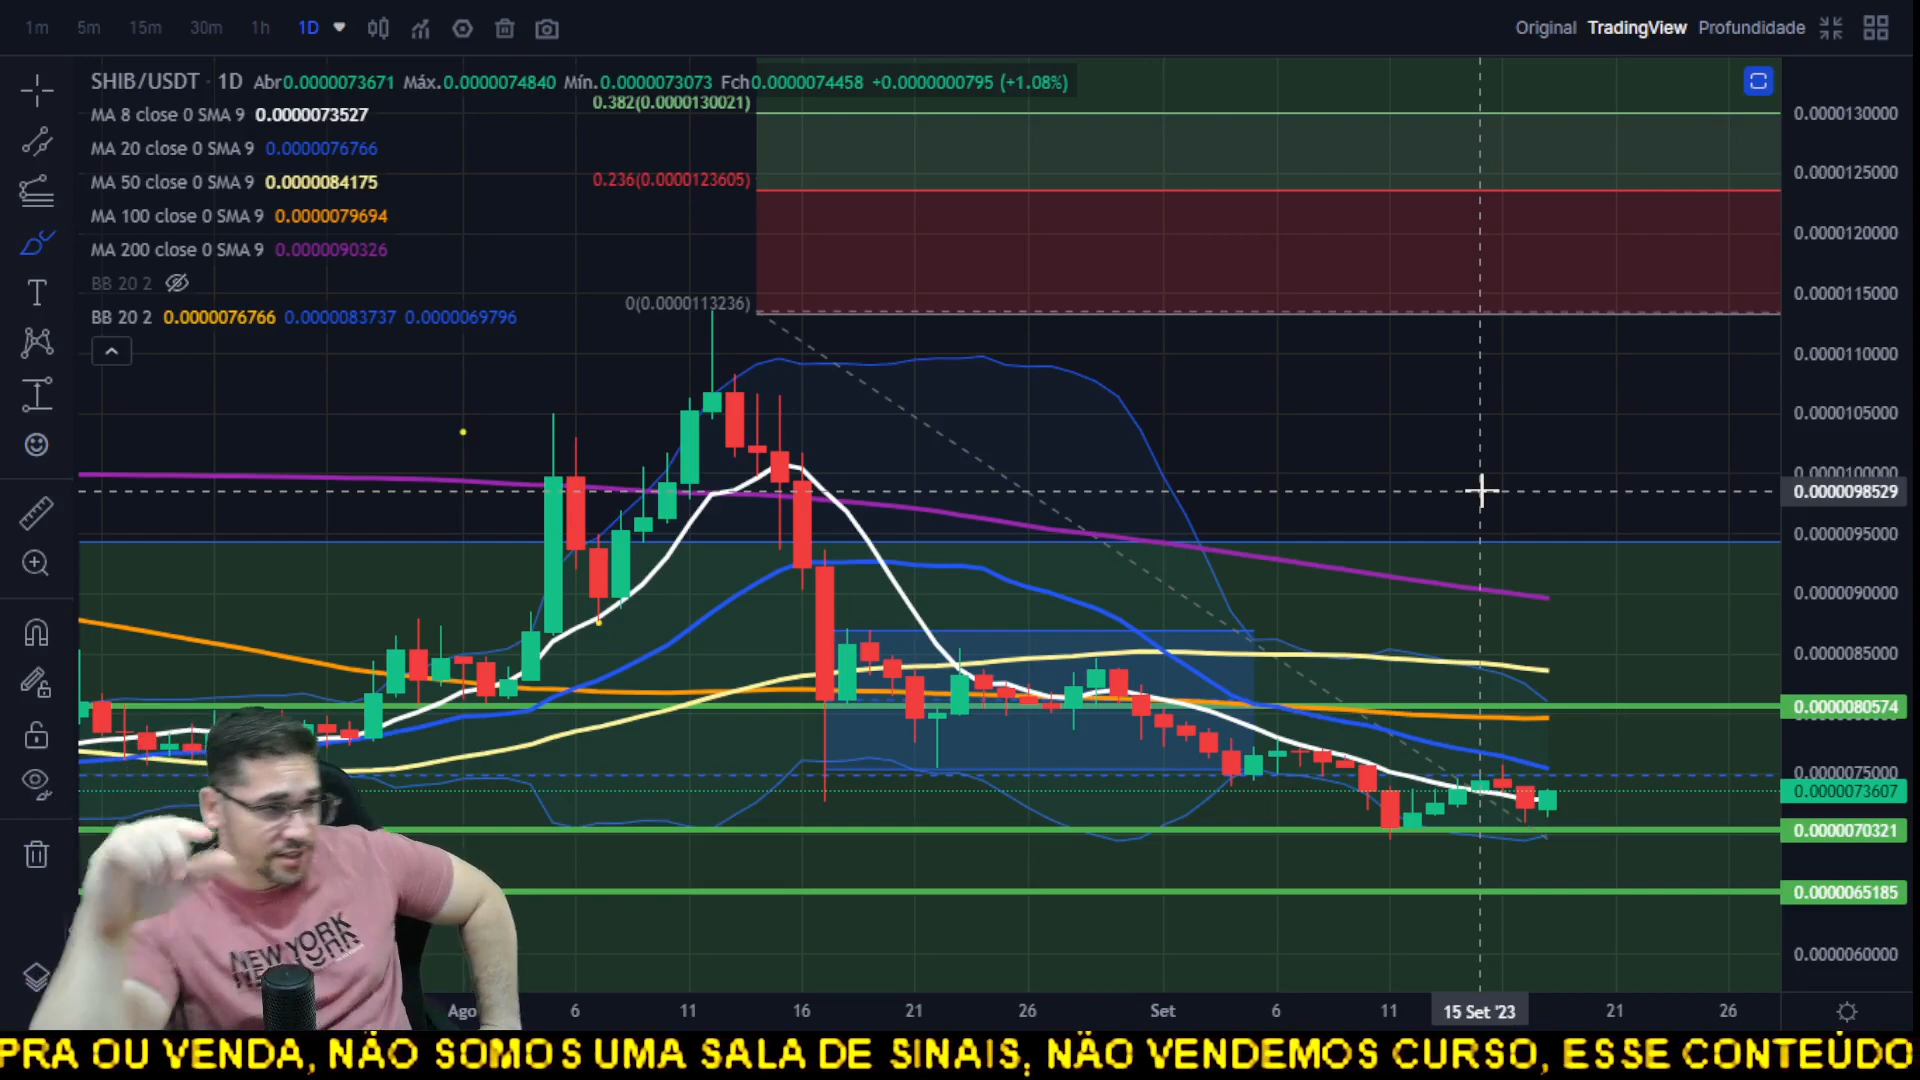 1m 5m 15m 30m 1h 1D Original TradingView Profundidade
SHIB/USDT · 1D Abr0.0000073671 Máx.0.0000074840 Mín.0.0000073073 Fch0.0000074458 +0.0000000795 (+1.08%)
MA 8 close 0 SMA 9 0.0000073527
MA 20 close 0 SMA 9 0.0000076766
MA 50 close 0 SMA 9 0.0000084175
MA 100 close 0 SMA 9 0.0000079694
MA 200 close 0 SMA 9 0.0000090326
BB 20 2
BB 20 2 0.0000076766 0.0000083737 0.0000069796
0.382(0.0000130021)
0.236(0.0000123605)
0(0.0000113236)
0.0000130000
0.0000125000
0.0000120000
0.0000115000
0.0000110000
0.0000105000
0.0000100000
0.0000098529
0.0000095000
0.0000090000
0.0000085000
0.0000080574
0.0000075000
0.0000073607
0.0000070321
0.0000065185
0.0000060000
NEW YORK
Ago 6 11 16 21 26 Set 6 11 15 Set '23 21 26
PRA OU VENDA, NÃO SOMOS UMA SALA DE SINAIS, NÃO VENDEMOS CURSO, ESSE CONTEÚDO